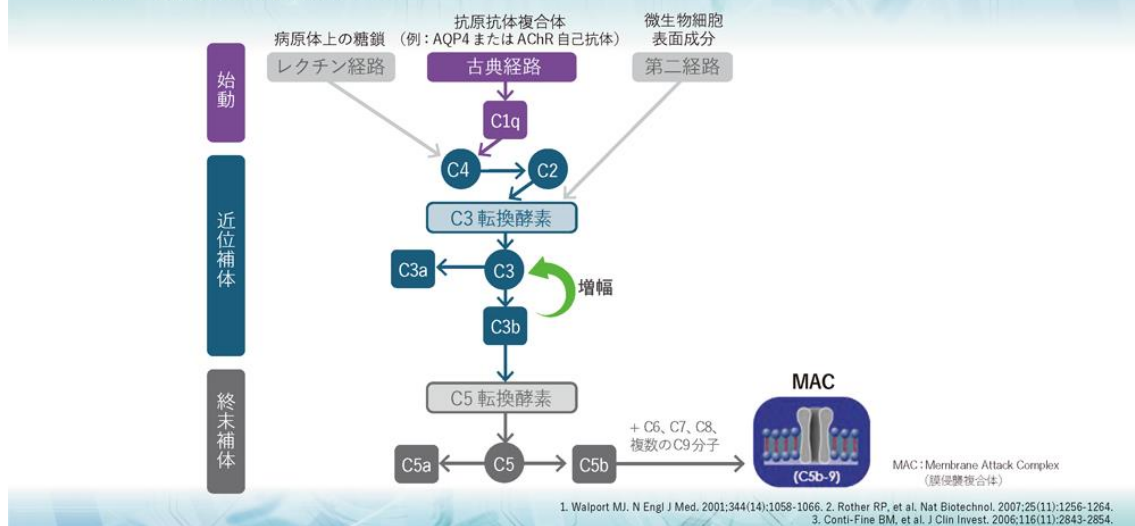 病原体上の糖鎖
レクチン経路
抗原抗体複合体
(例:AQP4 または AChR 自己抗体)
古典経路
微生物細胞
表面成分
第二経路
始動
C1q
C4
C2
近位補体
C3 転換酵素
C3a
C3
増幅
C3b
終末補体
C5 転換酵素
C5a
C5
C5b
+ C6、C7、C8、
複数のC9分子
MAC
(C5b-9)
MAC:Membrane Attack Complex
(膜侵襲複合体)
1. Walport MJ. N Engl J Med. 2001;344(14):1058-1066. 2. Rother RP, et al. Nat Biotechnol. 2007;25(11):1256-1264.
3. Conti-Fine BM, et al. J Clin Invest. 2006;116(11):2843-2854.